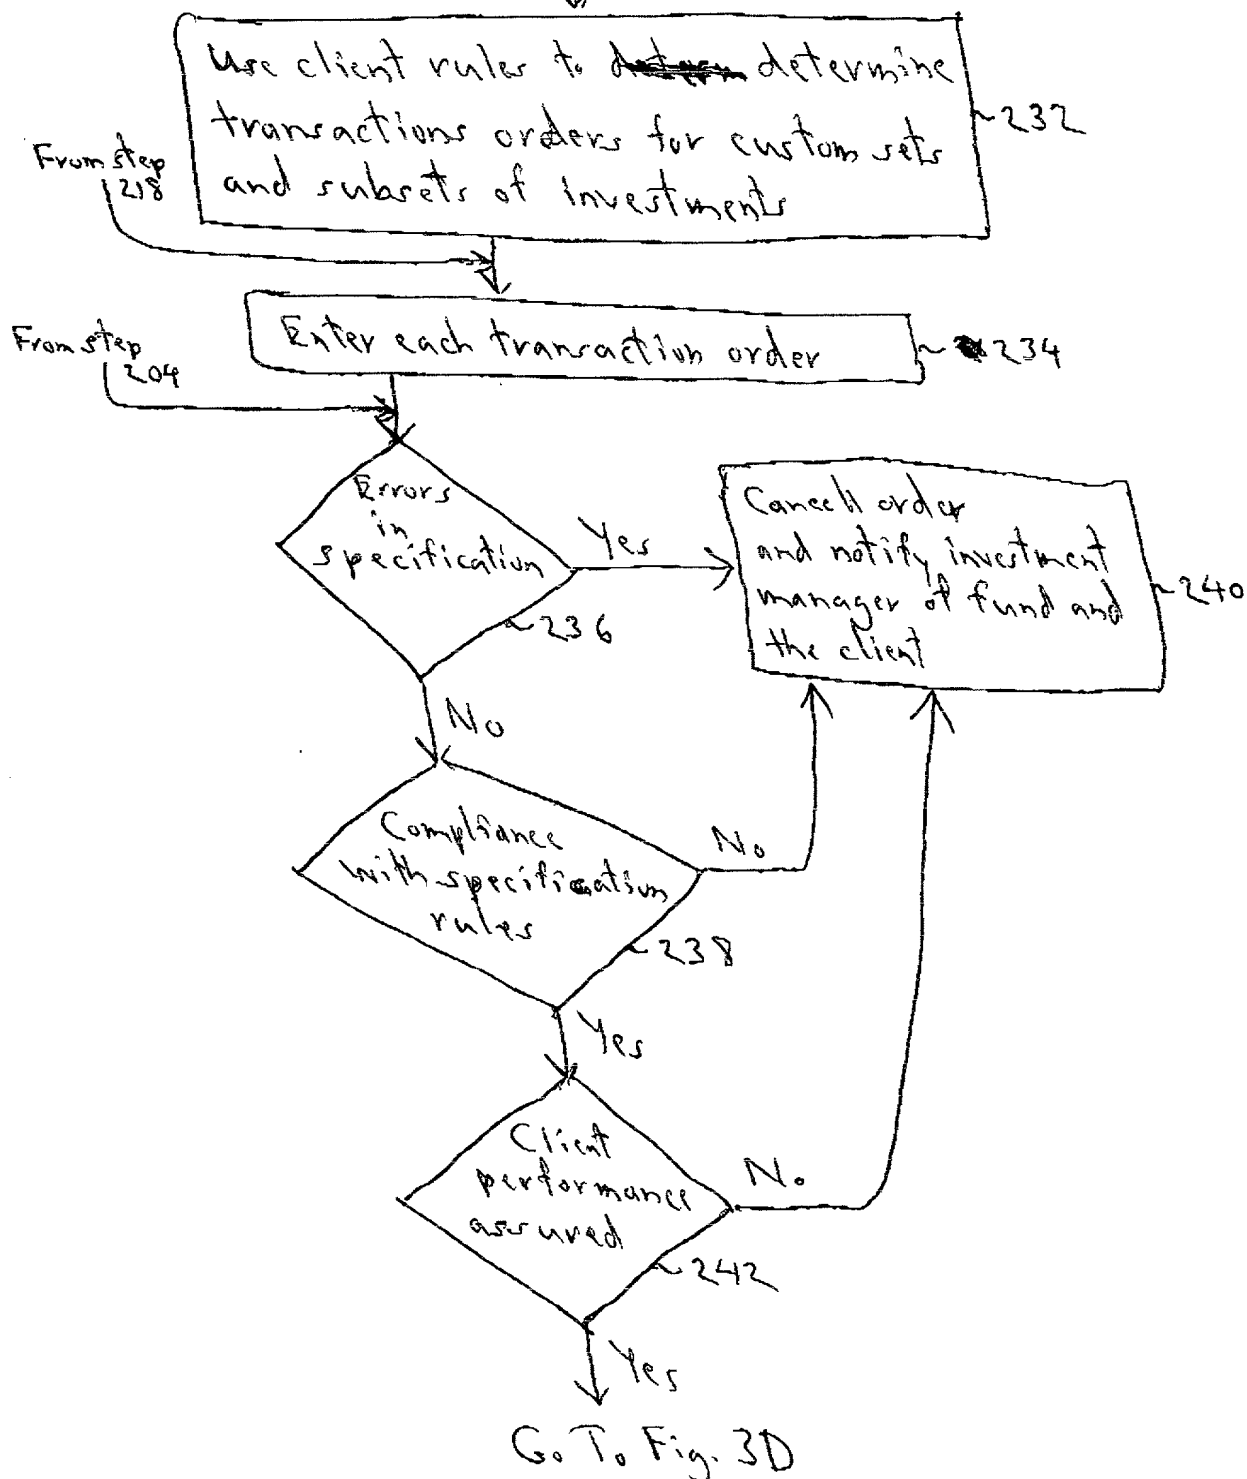 Use client rules to determine
transactions orders for custom sets
and subsets of investments
~232
From step
218
Enter each transaction order
~234
From step
204
Errors
in
specification
Yes
~236
Cancell order
and notify investment
manager of fund and
the client
~240
No
Compliance
with specification
rules
No
~238
Yes
Client
performance
assured
No
~242
Yes
Go To Fig. 3D